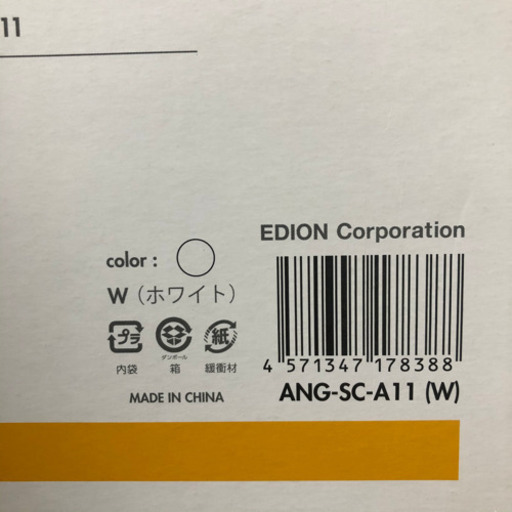 11
EDION Corporation
color :
W (ホワイト)
プラ
ダンボール
紙
内袋
箱
緩衝材
4 571347 178388
MADE IN CHINA
ANG-SC-A11 (W)